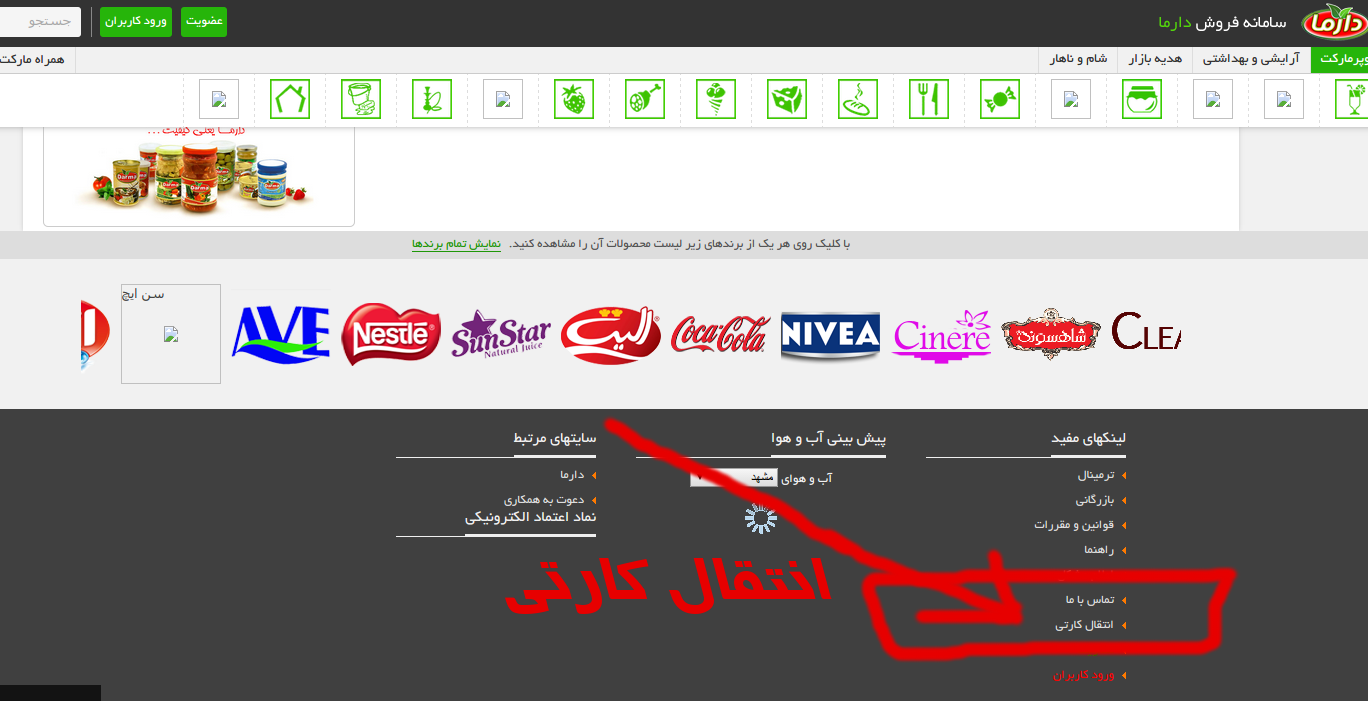 دارما
سامانه فروش دارما
عضویت
ورود کاربران
جستجو
آرایشی و بهداشتی
هدیه بازار
شام و ناهار
همراه مارکت
دارما یعنی کیفیت ...
Darma
با کلیک روی هر یک از برندهای زیر لیست محصولات آن را مشاهده کنید. نمایش تمام برندها
سن ایچ
AVE
Nestlé
SunStar
Natural Juice
الیت
Coca-Cola
NIVEA
Cinere
شاهسوند
لینکهای مفید
ترمینال
بازرگانی
قوانین و مقررات
راهنما
تماس با ما
انتقال کارتی
ورود کاربران
پیش بینی آب و هوا
آب و هوای مشهد
سایتهای مرتبط
دارما
دعوت به همکاری
نماد اعتماد الکترونیکی
انتقال کارتی